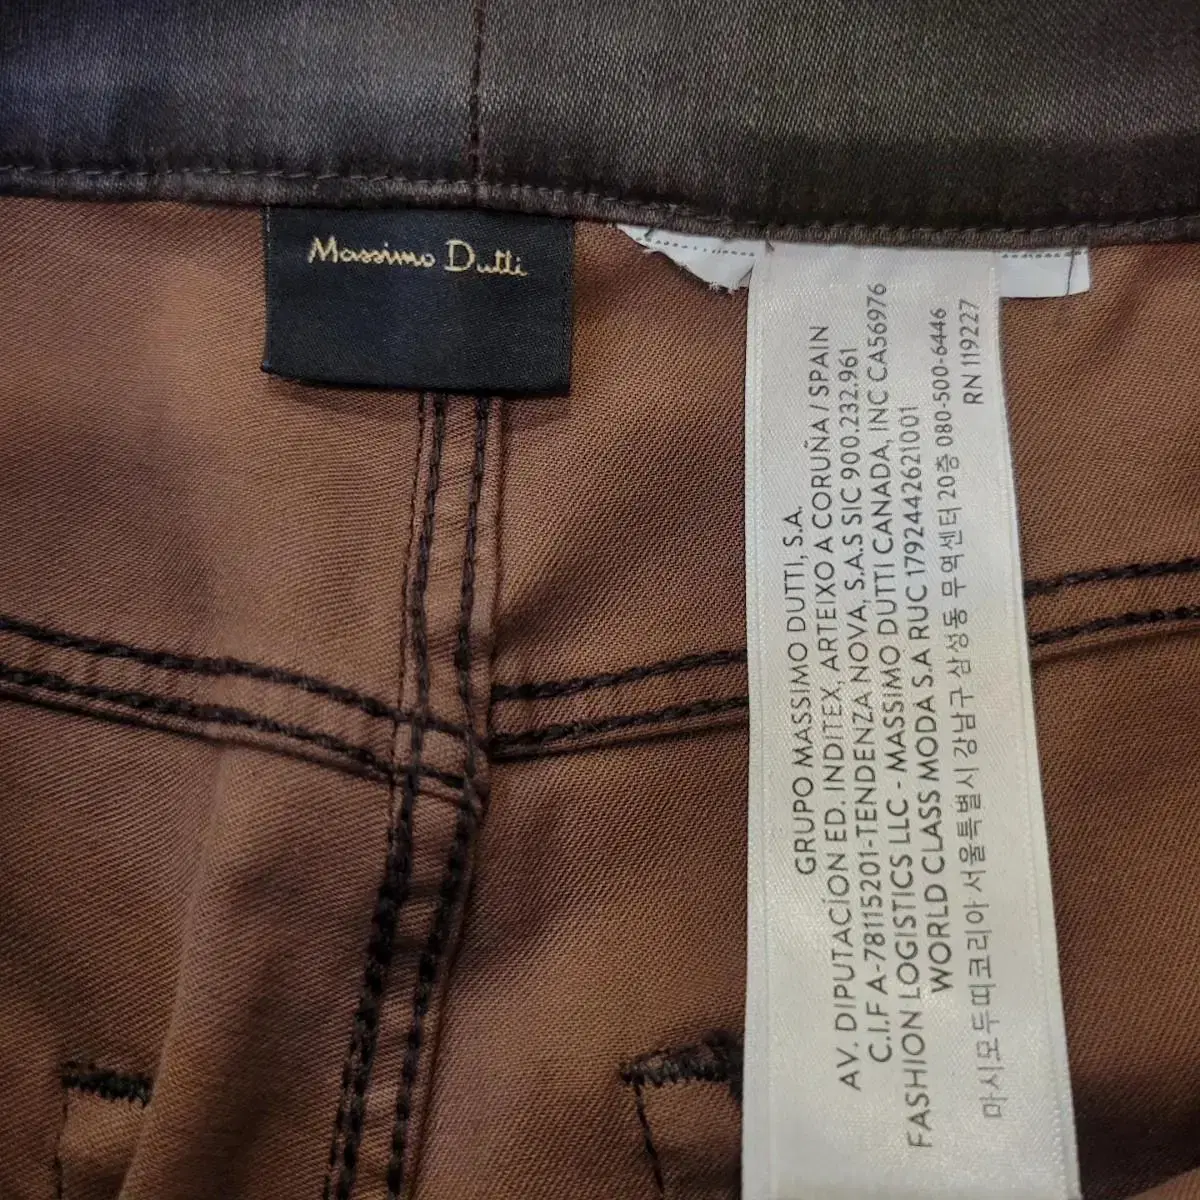 Massimo Dutti
GRUPO MASSIMO DUTTI, S.A.
AV. DIPUTACÍON ED. INDITEX, ARTEIXO A CORUÑA / SPAIN
C.I.F A-78115201-TENDENZA NOVA, S.A.S SIC 900.232.961
FASHION LOGISTICS LLC - MASSIMO DUTTI CANADA, INC CA56976
WORLD CLASS MODA S.A RUC 1792442621001
마시모두띠코리아 서울특별시 강남구 삼성동 무역센터 20층 080-500-6446
RN 119227